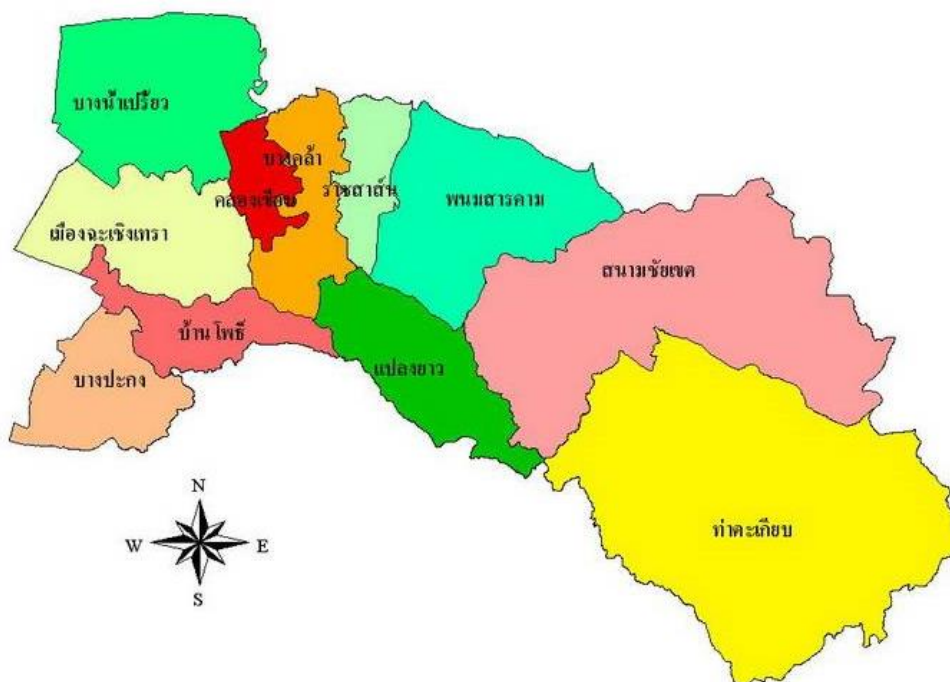 บางน้ำเปรี้ยว
บางคล้า
คลองเขื่อน
ราชสาส์น
พนมสารคาม
เมืองฉะเชิงเทรา
สนามชัยเขต
บ้านโพธิ์
บางปะกง
แปลงยาว
ท่าตะเกียบ
N
W
E
S